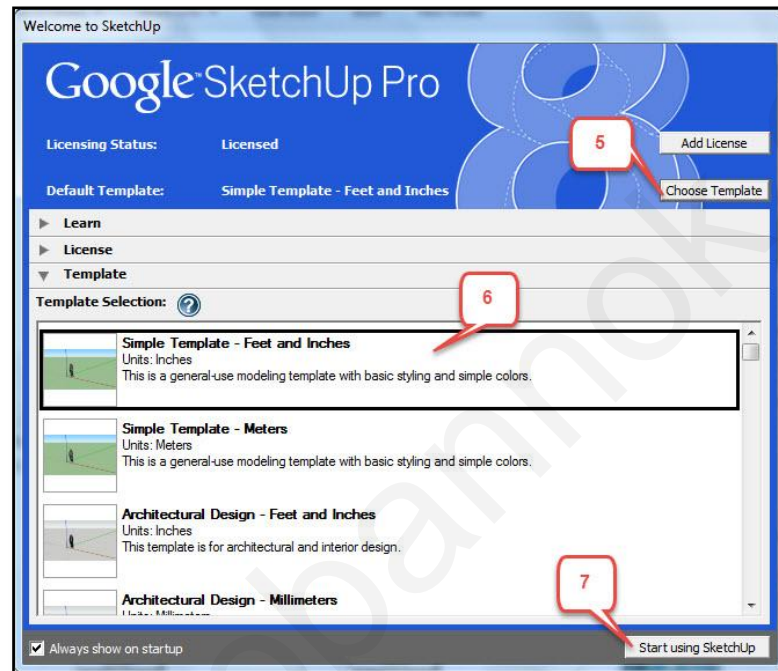 Welcome to SketchUp
Google™ SketchUp Pro
5
Licensing Status: Licensed Add License
Default Template: Simple Template - Feet and Inches Choose Template
Learn
License
Template
Template Selection: ?
6
Simple Template - Feet and Inches
Units: Inches
This is a general-use modeling template with basic styling and simple colors.
Simple Template - Meters
Units: Meters
This is a general-use modeling template with basic styling and simple colors.
Architectural Design - Feet and Inches
Units: Inches
This template is for architectural and interior design.
Architectural Design - Millimeters
7
Always show on startup Start using SketchUp